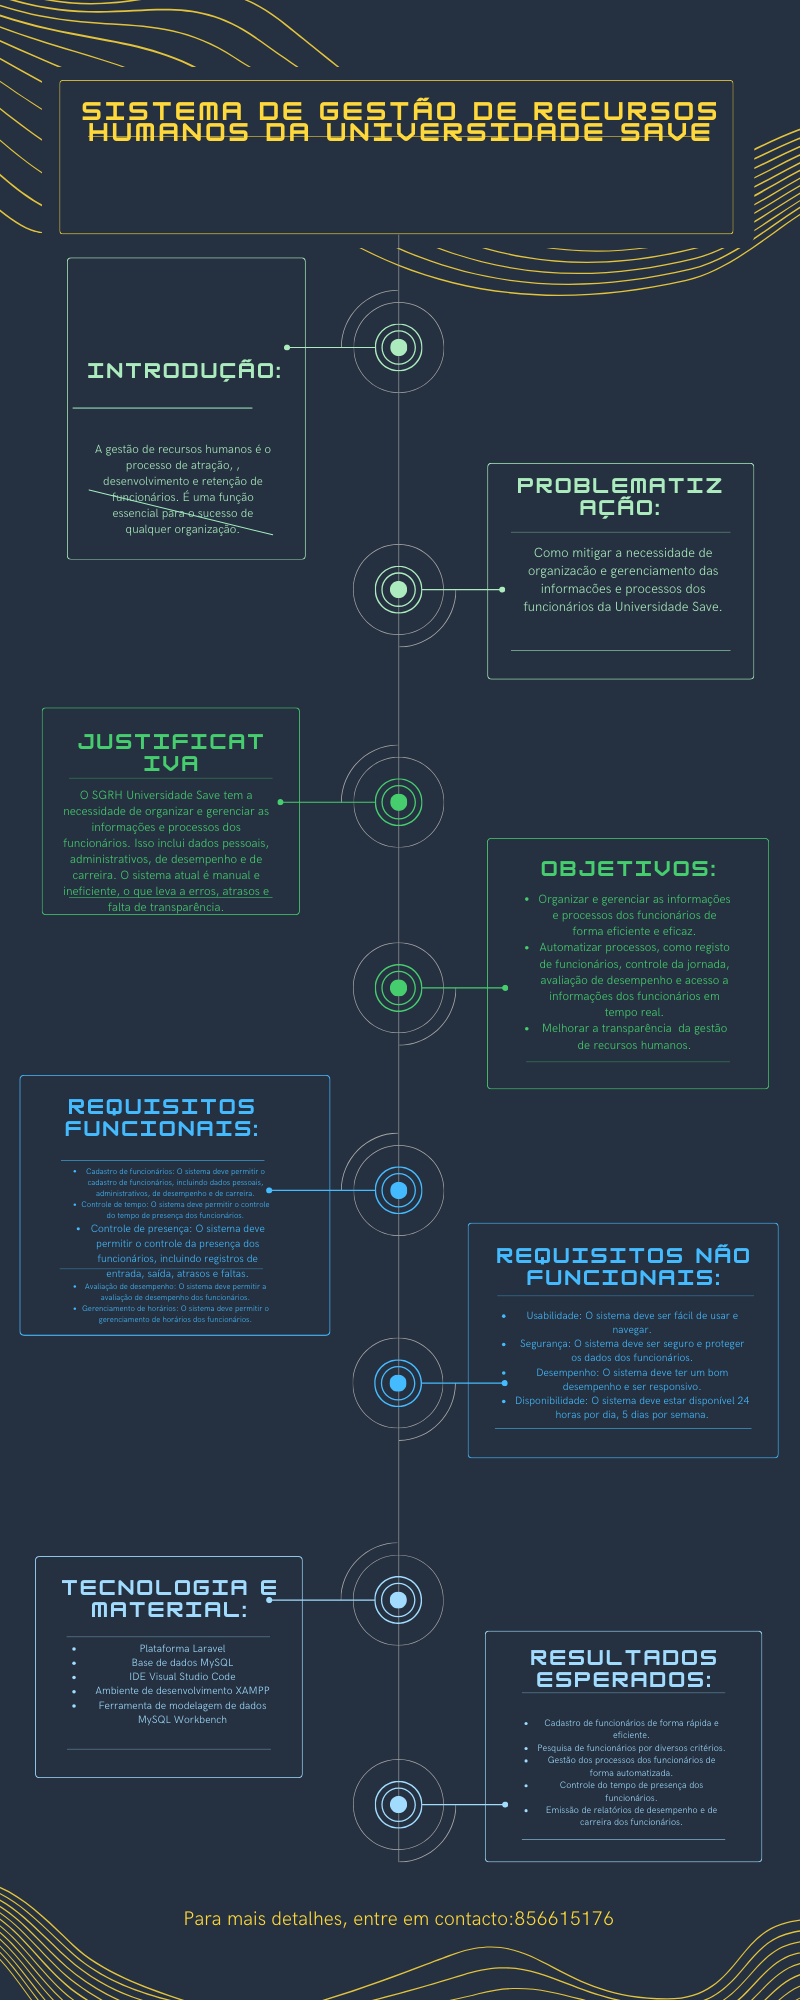 SISTEMA DE GESTÃO DE RECURSOS
HUMANOS DA UNIVERSIDADE SAVE
INTRODUÇÃO:
A gestão de recursos humanos é o
processo de atração, ,
desenvolvimento e retenção de
funcionários. É uma função
essencial para o sucesso de
qualquer organização.
PROBLEMATIZ
AÇÃO:
Como mitigar a necessidade de
organizacão e gerenciamento das
informacões e processos dos
funcionários da Universidade Save.
JUSTIFICAT
IVA
O SGRH Universidade Save tem a
necessidade de organizar e gerenciar as
informações e processos dos
funcionários. Isso inclui dados pessoais,
administrativos, de desempenho e de
carreira. O sistema atual é manual e
ineficiente, o que leva a erros, atrasos e
falta de transparência.
OBJETIVOS:
• Organizar e gerenciar as informações
e processos dos funcionários de
forma eficiente e eficaz.
• Automatizar processos, como registo
de funcionários, controle da jornada,
avaliação de desempenho e acesso a
informações dos funcionários em
tempo real.
• Melhorar a transparência  da gestão
de recursos humanos.
REQUISITOS
FUNCIONAIS:
• Cadastro de funcionários: O sistema deve permitir o
cadastro de funcionários, incluindo dados pessoais,
administrativos, de desempenho e de carreira.
• Controle de tempo: O sistema deve permitir o controle
do tempo de presença dos funcionários.
• Controle de presença: O sistema deve
permitir o controle da presença dos
funcionários, incluindo registros de
entrada, saída, atrasos e faltas.
• Avaliação de desempenho: O sistema deve permitir a
avaliação de desempenho dos funcionários.
• Gerenciamento de horários: O sistema deve permitir o
gerenciamento de horários dos funcionários.
REQUISITOS NÃO
FUNCIONAIS:
• Usabilidade: O sistema deve ser fácil de usar e
navegar.
• Segurança: O sistema deve ser seguro e proteger
os dados dos funcionários.
• Desempenho: O sistema deve ter um bom
desempenho e ser responsivo.
• Disponibilidade: O sistema deve estar disponível 24
horas por dia, 5 dias por semana.
TECNOLOGIA E
MATERIAL:
• Plataforma Laravel
• Base de dados MySQL
• IDE Visual Studio Code
• Ambiente de desenvolvimento XAMPP
• Ferramenta de modelagem de dados
MySQL Workbench
RESULTADOS
ESPERADOS:
• Cadastro de funcionários de forma rápida e
eficiente.
• Pesquisa de funcionários por diversos critérios.
• Gestão dos processos dos funcionários de
forma automatizada.
• Controle do tempo de presença dos
funcionários.
• Emissão de relatórios de desempenho e de
carreira dos funcionários.
Para mais detalhes, entre em contacto:856615176